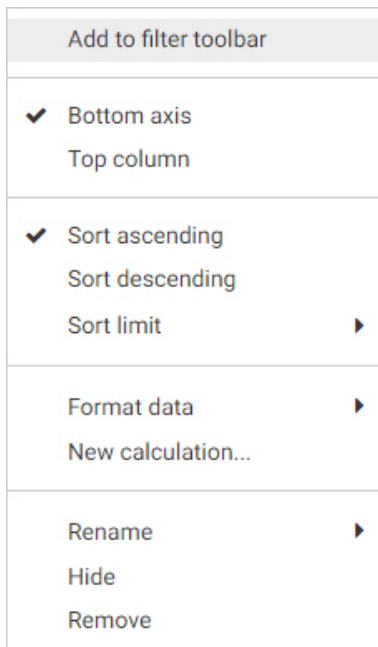 Add to filter toolbar
Bottom axis
Top column
Sort ascending
Sort descending
Sort limit
Format data
New calculation...
Rename
Hide
Remove